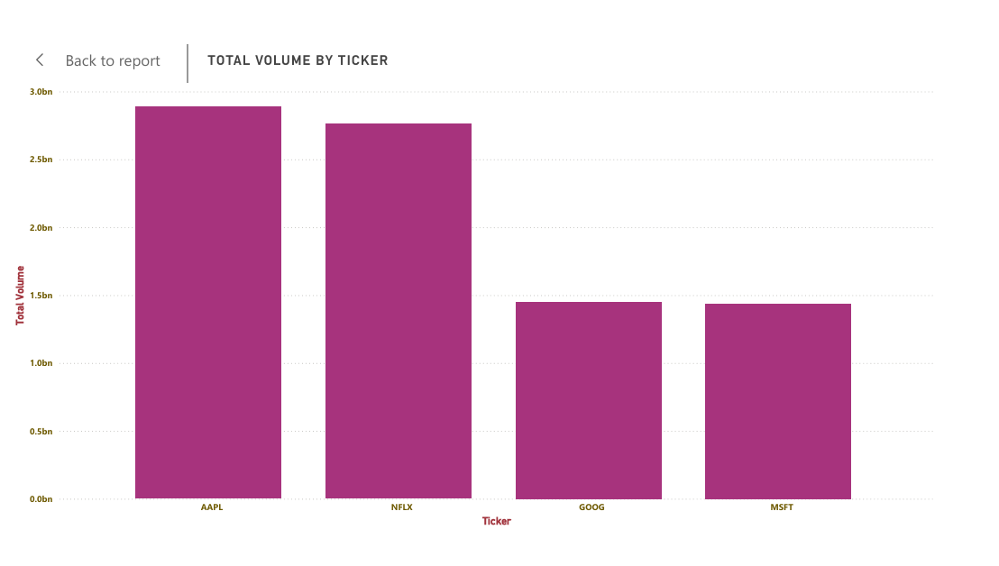 Back to report
TOTAL VOLUME BY TICKER
3.0bn
2.5bn
2.0bn
1.5bn
1.0bn
0.5bn
0.0bn
Total Volume
AAPL
NFLX
GOOG
MSFT
Ticker